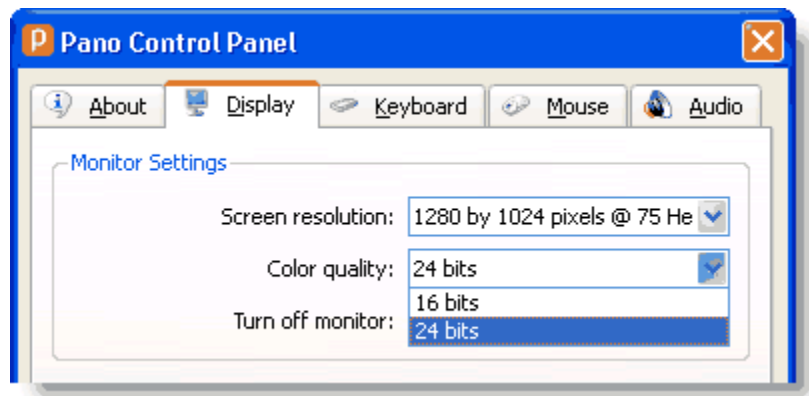 P Pano Control Panel
About Display Keyboard Mouse Audio
Monitor Settings
Screen resolution: 1280 by 1024 pixels @ 75 He
Color quality: 24 bits
16 bits
Turn off monitor: 24 bits